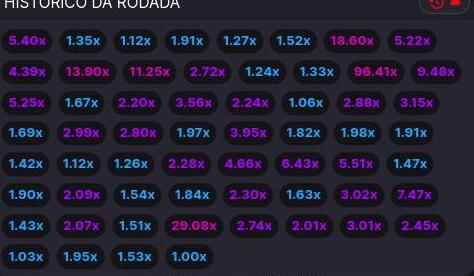 HISTÓRICO DA RODADA
5.40x 1.35x 1.12x 1.91x 1.27x 1.52x 18.60x 5.22x
4.39x 13.90x 11.25x 2.72x 1.24x 1.33x 96.41x 9.48x
5.25x 1.67x 2.20x 3.56x 2.24x 1.06x 2.88x 3.15x
1.69x 2.99x 2.80x 1.97x 3.95x 1.82x 1.98x 1.91x
1.42x 1.12x 1.26x 2.28x 4.66x 6.43x 5.51x 1.47x
1.90x 2.09x 1.54x 1.84x 2.30x 1.63x 3.02x 7.47x
1.43x 2.07x 1.51x 29.08x 2.74x 2.01x 3.01x 2.45x
1.03x 1.95x 1.53x 1.00x